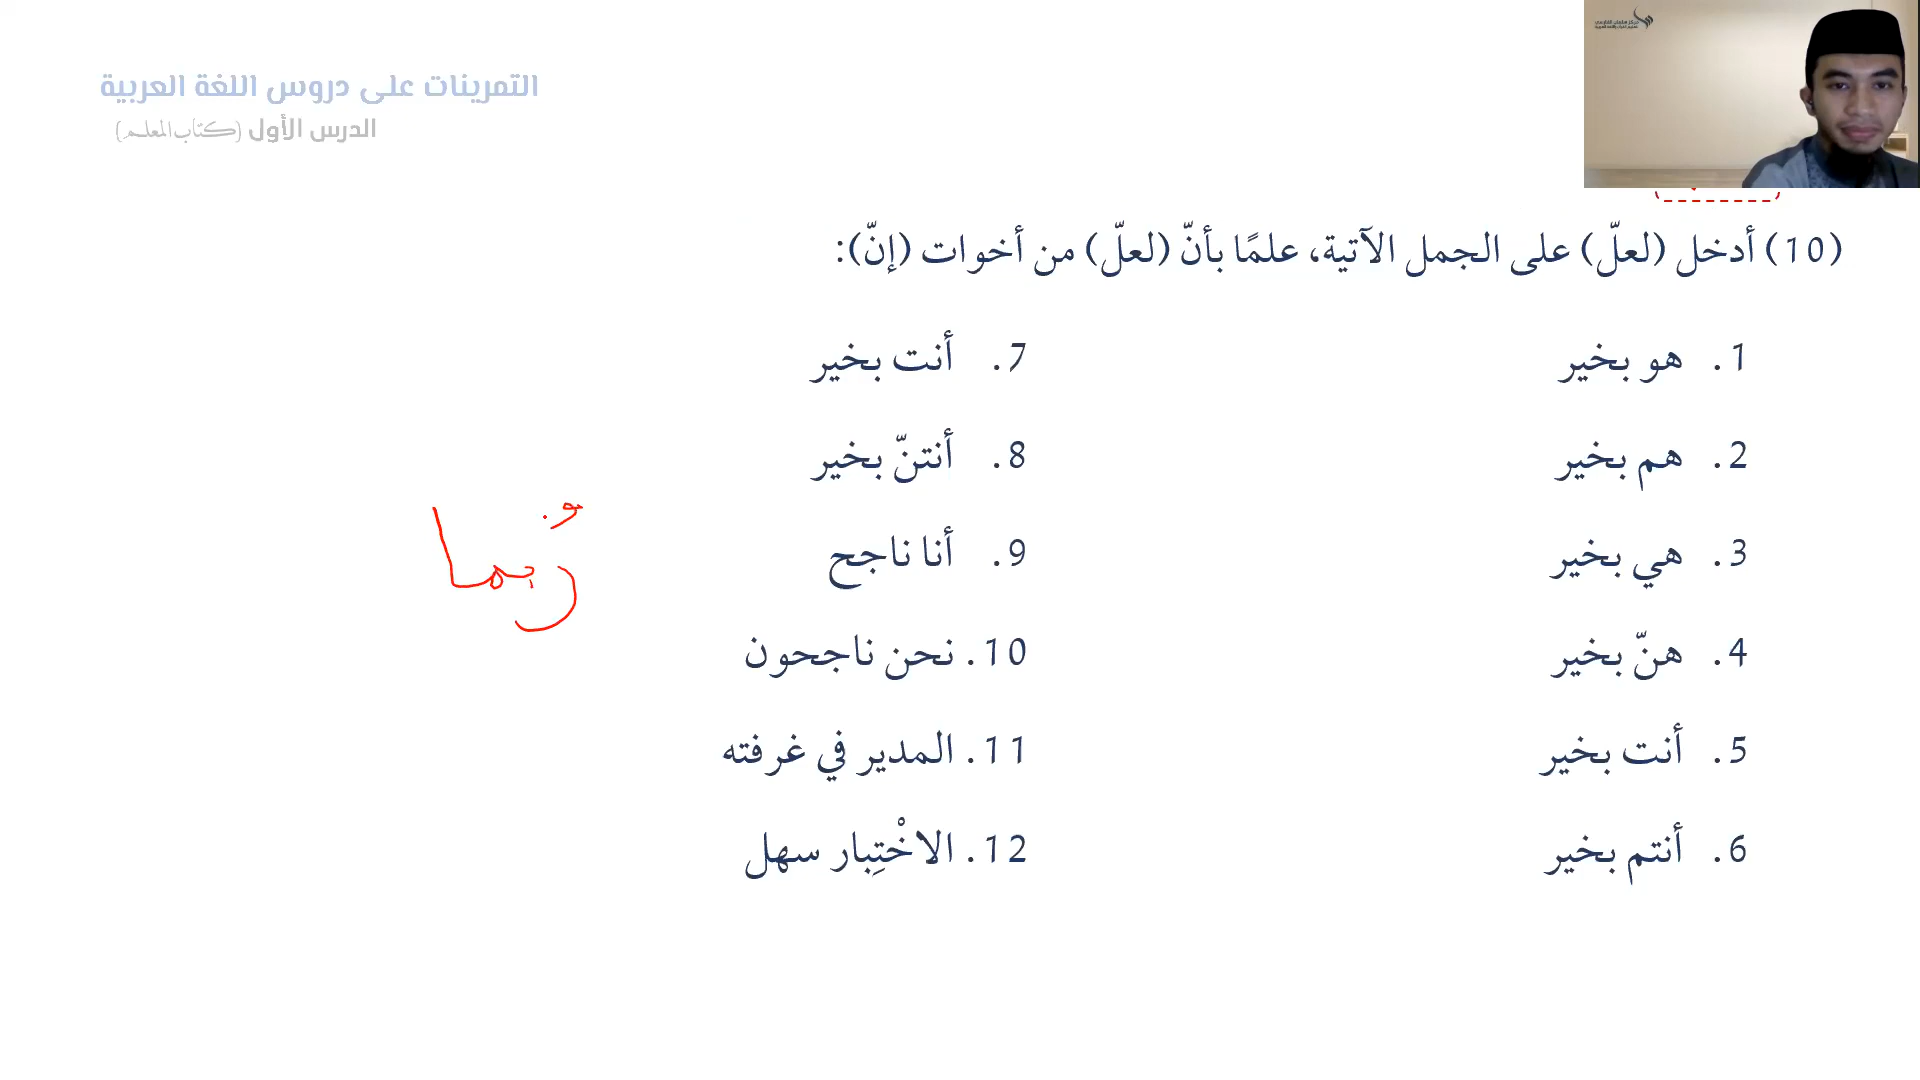 التمرينات على دروس اللغة العربية
الدرس الأول (كتاب المعلم)
(10) أدخل (لعلّ) على الجمل الآتية، علمًا بأنّ (لعلّ) من أخوات (إنّ):
1. هو بخير
2. هم بخير
3. هي بخير
4. هنّ بخير
5. أنت بخير
6. أنتم بخير
7. أنت بخير
8. أنتنّ بخير
9. أنا ناجح
10. نحن ناجحون
11. المدير في غرفته
12. الاخْتِبار سهل
ربما